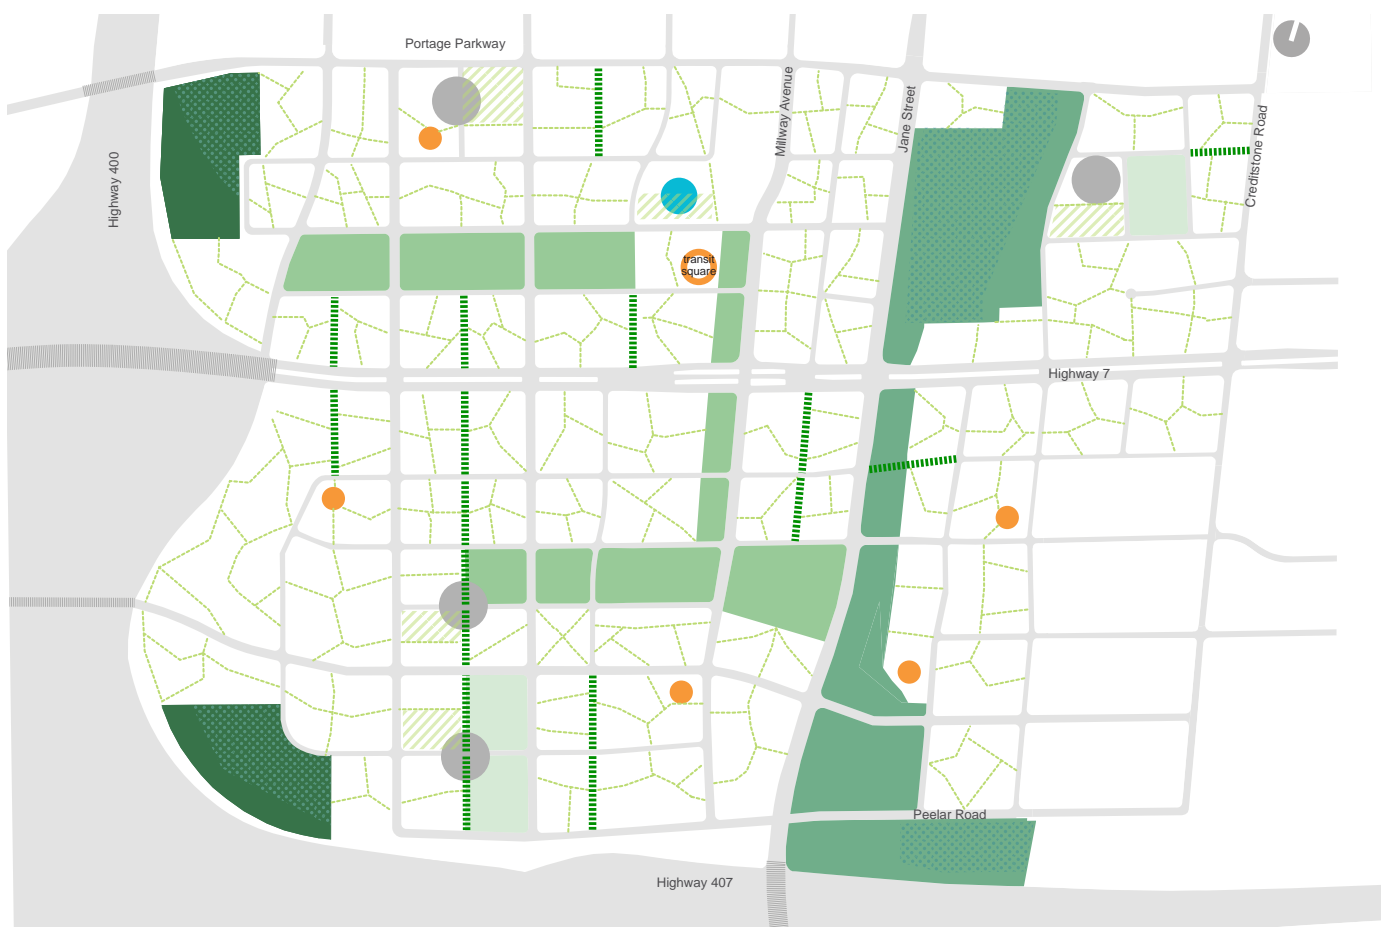 Portage Parkway
Millway Avenue
Jane Street
Creditstone Road
Highway 400
transit
square
Highway 7
Peelar Road
Highway 407